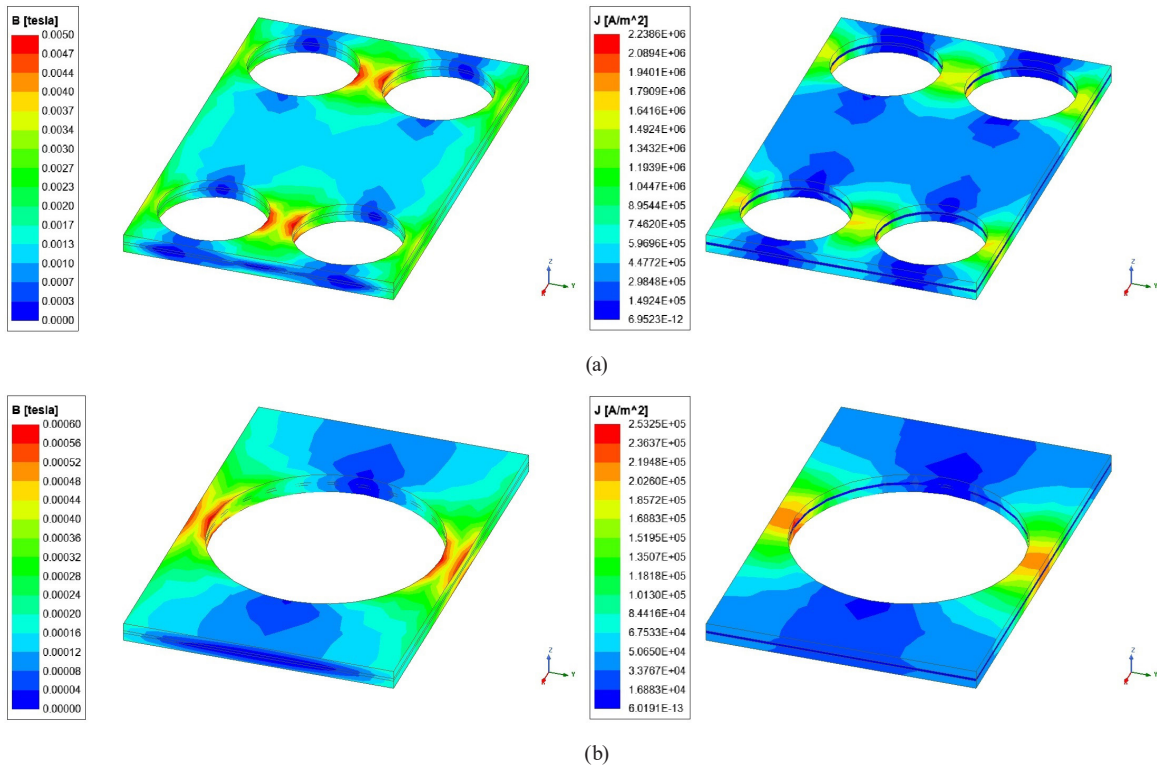 B [tesla]
0.0050
0.0047
0.0044
0.0040
0.0037
0.0034
0.0030
0.0027
0.0023
0.0020
0.0017
0.0013
0.0010
0.0007
0.0003
0.0000
Z
Y
X
J [A/m^2]
2.2386E+06
2.0894E+06
1.9401E+06
1.7909E+06
1.6416E+06
1.4924E+06
1.3432E+06
1.1939E+06
1.0447E+06
8.9544E+05
7.4620E+05
5.9696E+05
4.4772E+05
2.9848E+05
1.4924E+05
6.9523E-12
Z
Y
X
(a)
B [tesla]
0.00060
0.00056
0.00052
0.00048
0.00044
0.00040
0.00036
0.00032
0.00028
0.00024
0.00020
0.00016
0.00012
0.00008
0.00004
0.00000
Z
Y
X
J [A/m^2]
2.5325E+05
2.3637E+05
2.1948E+05
2.0260E+05
1.8572E+05
1.6883E+05
1.5195E+05
1.3507E+05
1.1818E+05
1.0130E+05
8.4416E+04
6.7533E+04
5.0650E+04
3.3767E+04
1.6883E+04
6.0191E-13
Z
Y
X
(b)